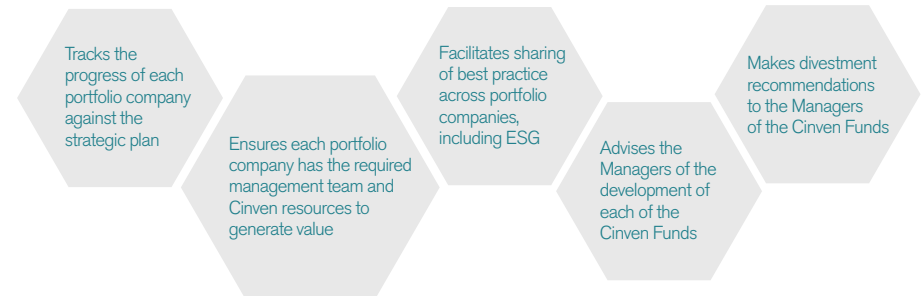 Tracks the
progress of each
portfolio company
against the
strategic plan
Ensures each portfolio
company has the required
management team and
Cinven resources to
generate value
Facilitates sharing
of best practice
across portfolio
companies,
including ESG
Advises the
Managers of the
development of
each of the
Cinven Funds
Makes divestment
recommendations
to the Managers
of the Cinven Funds